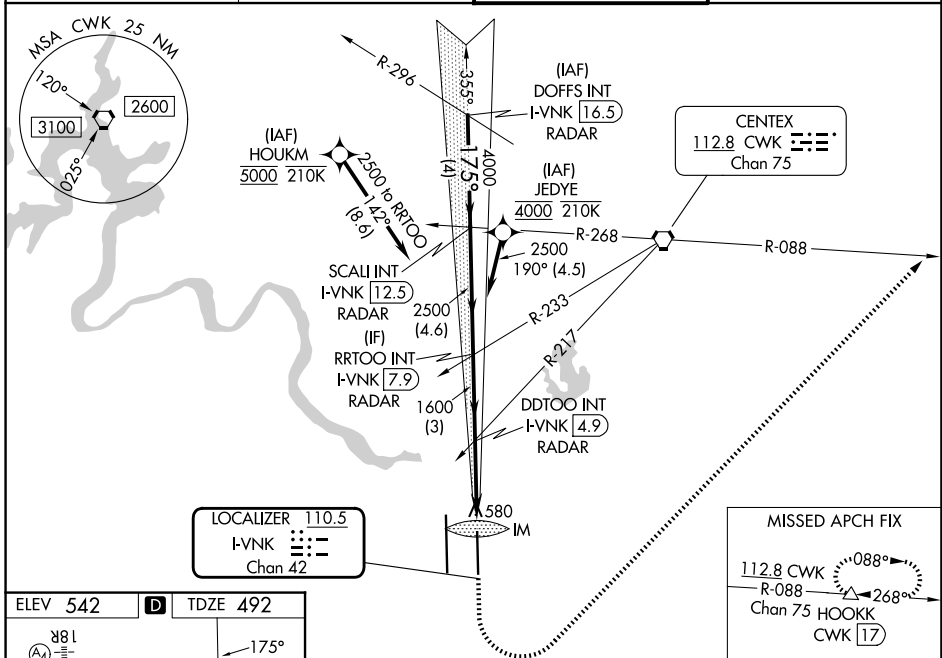 MSA CWK 25 NM
120°
2600
3100
025°
R-296
355°
(IAF)
DOFFS INT
I-VNK 16.5
RADAR
CENTEX
112.8 CWK
Chan 75
(IAF)
HOUKM
5000 210K
2500 to RRTOO
142°
(8.6)
175°
(4)
4000
(IAF)
JEDYE
4000 210K
R-268
R-088
2500
190° (4.5)
SCALI INT
I-VNK 12.5
RADAR
2500
(4.6)
R-233
R-217
(IF)
RRTOO INT
I-VNK 7.9
RADAR
1600
(3)
DDTOO INT
I-VNK 4.9
RADAR
580
IM
LOCALIZER 110.5
I-VNK
Chan 42
MISSED APCH FIX
112.8 CWK
R-088
Chan 75
088°
268°
HOOKK
CWK 17
ELEV 542
D
TDZE 492
18R
A4
175°